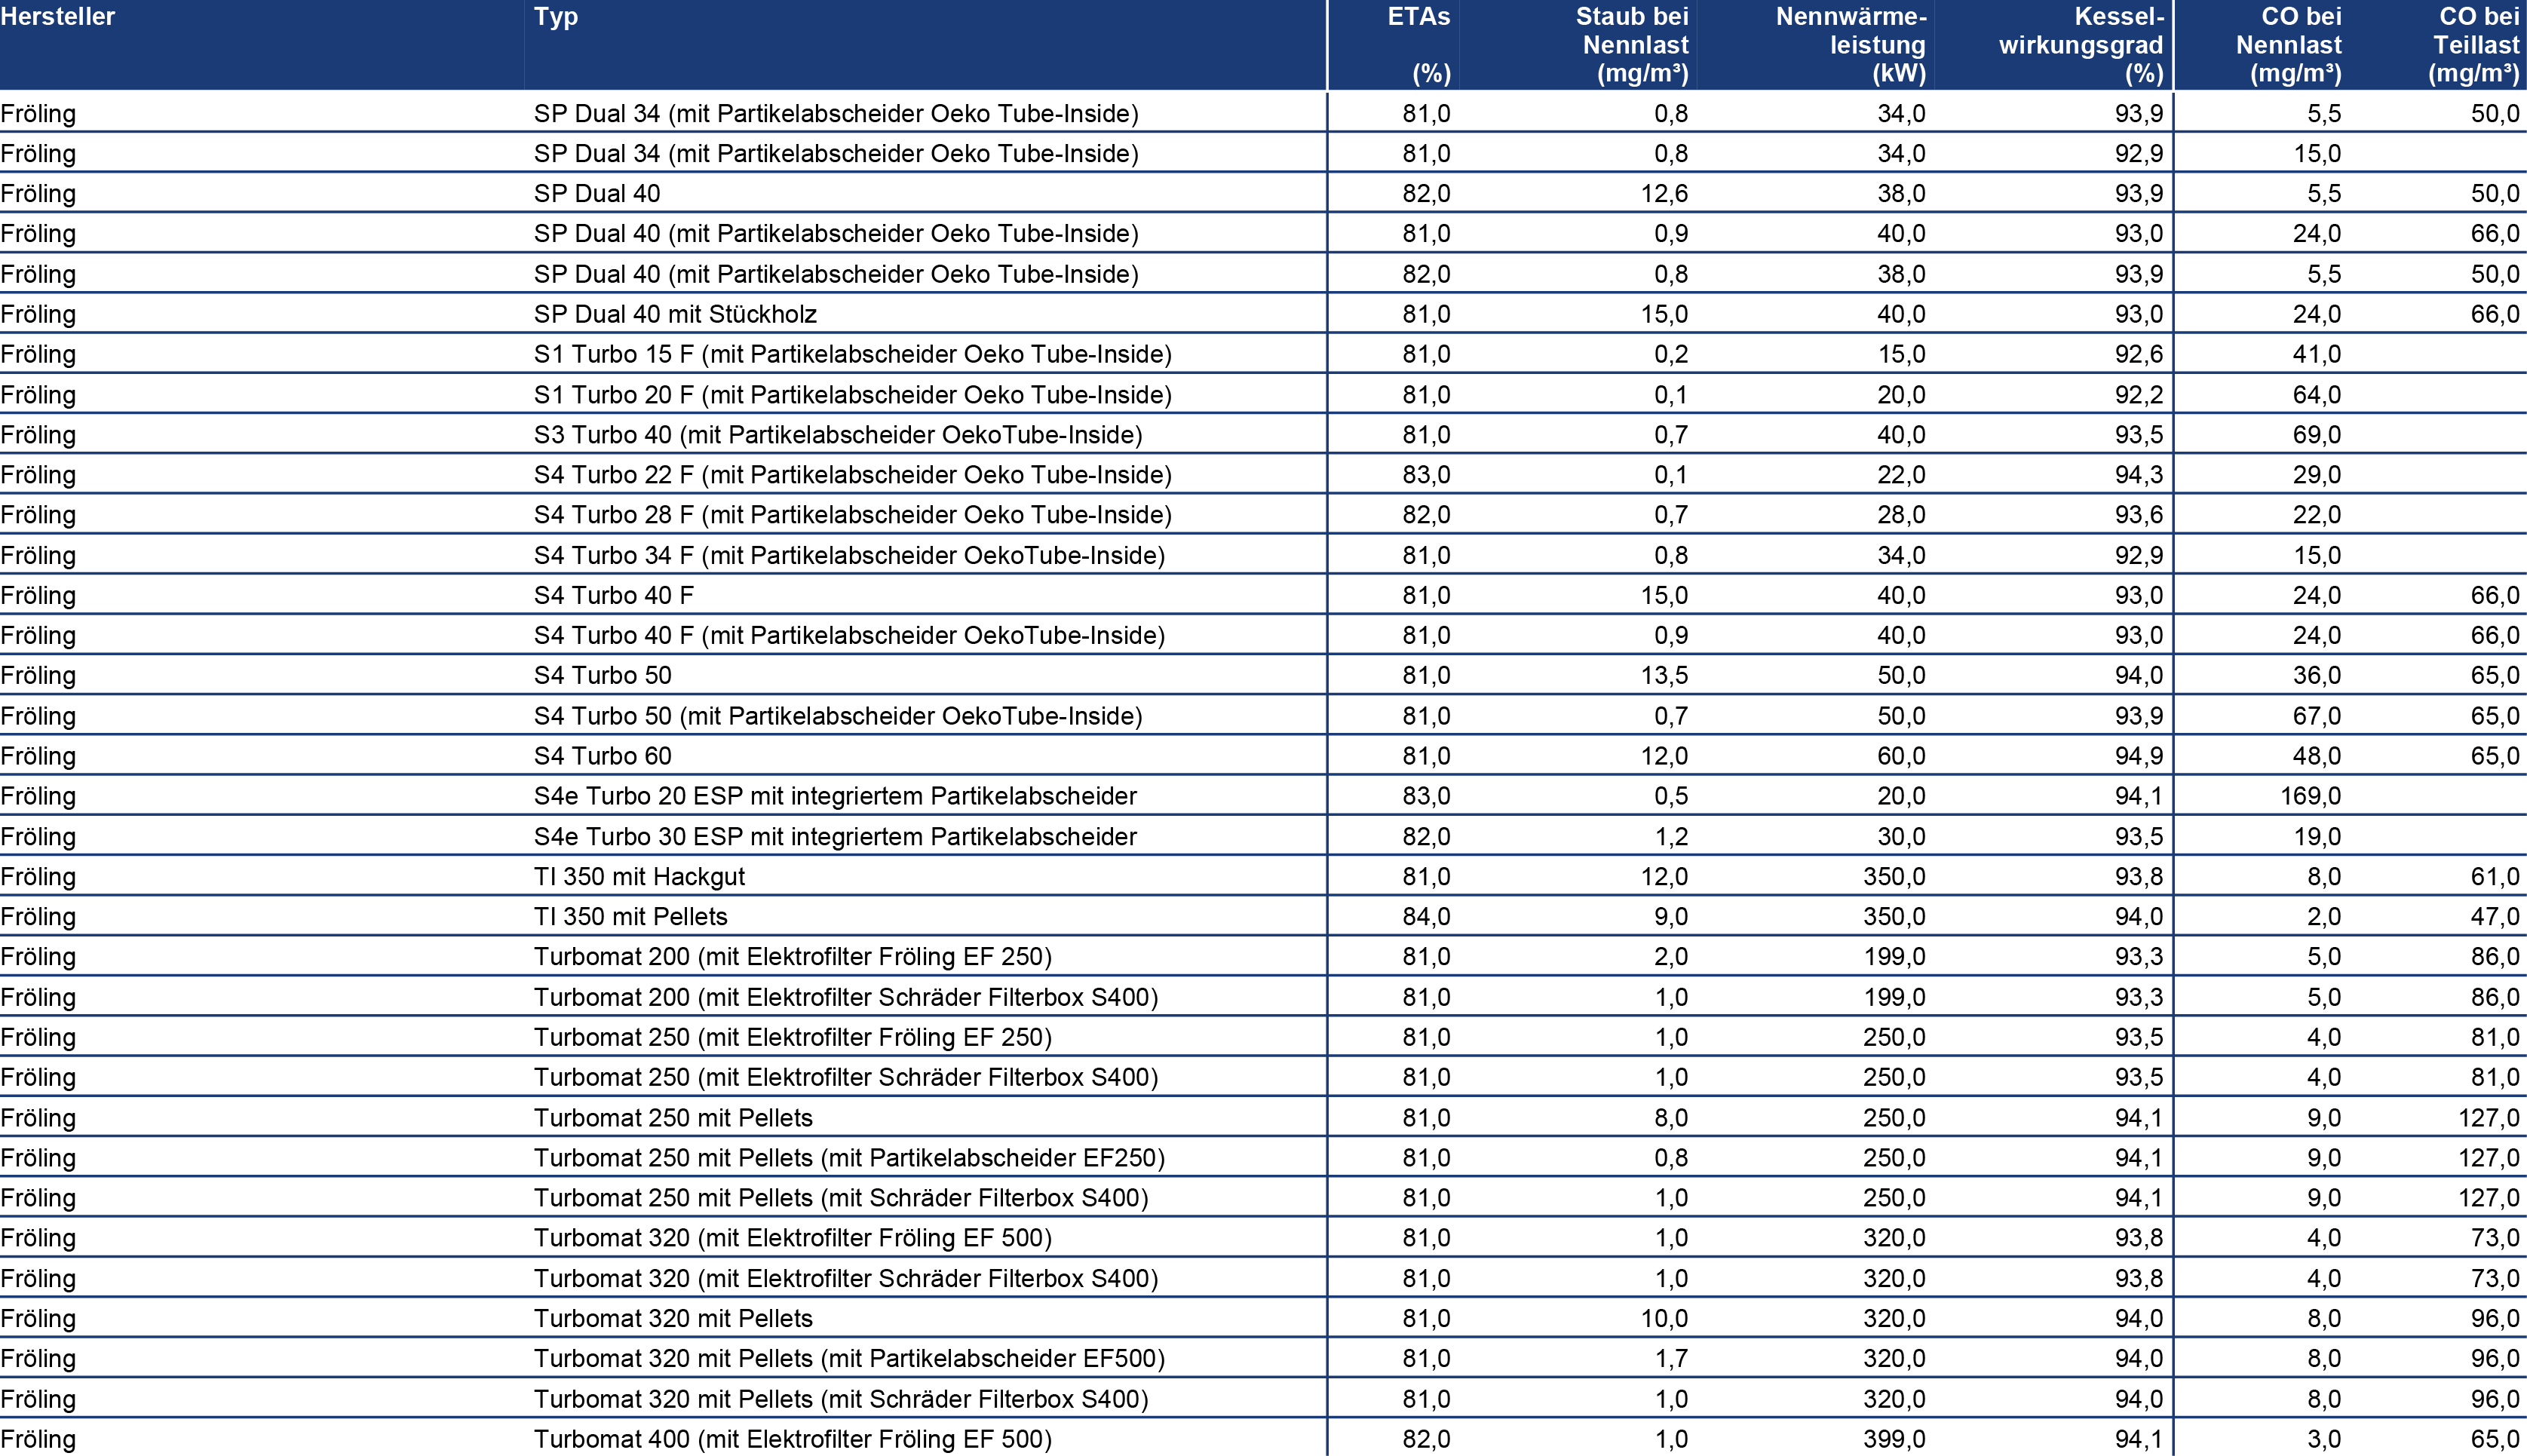 Hersteller Typ ETAs Staub bei Nennwärme- Kessel- CO bei CO bei
Nennlast leistung wirkungsgrad Nennlast Teillast
(%) (mg/m³) (kW) (%) (mg/m³) (mg/m³)
Fröling SP Dual 34 (mit Partikelabscheider Oeko Tube-Inside) 81,0 0,8 34,0 93,9 5,5 50,0
Fröling SP Dual 34 (mit Partikelabscheider Oeko Tube-Inside) 81,0 0,8 34,0 92,9 15,0
Fröling SP Dual 40 82,0 12,6 38,0 93,9 5,5 50,0
Fröling SP Dual 40 (mit Partikelabscheider Oeko Tube-Inside) 81,0 0,9 40,0 93,0 24,0 66,0
Fröling SP Dual 40 (mit Partikelabscheider Oeko Tube-Inside) 82,0 0,8 38,0 93,9 5,5 50,0
Fröling SP Dual 40 mit Stückholz 81,0 15,0 40,0 93,0 24,0 66,0
Fröling S1 Turbo 15 F (mit Partikelabscheider Oeko Tube-Inside) 81,0 0,2 15,0 92,6 41,0
Fröling S1 Turbo 20 F (mit Partikelabscheider Oeko Tube-Inside) 81,0 0,1 20,0 92,2 64,0
Fröling S3 Turbo 40 (mit Partikelabscheider OekoTube-Inside) 81,0 0,7 40,0 93,5 69,0
Fröling S4 Turbo 22 F (mit Partikelabscheider Oeko Tube-Inside) 83,0 0,1 22,0 94,3 29,0
Fröling S4 Turbo 28 F (mit Partikelabscheider Oeko Tube-Inside) 82,0 0,7 28,0 93,6 22,0
Fröling S4 Turbo 34 F (mit Partikelabscheider OekoTube-Inside) 81,0 0,8 34,0 92,9 15,0
Fröling S4 Turbo 40 F 81,0 15,0 40,0 93,0 24,0 66,0
Fröling S4 Turbo 40 F (mit Partikelabscheider OekoTube-Inside) 81,0 0,9 40,0 93,0 24,0 66,0
Fröling S4 Turbo 50 81,0 13,5 50,0 94,0 36,0 65,0
Fröling S4 Turbo 50 (mit Partikelabscheider OekoTube-Inside) 81,0 0,7 50,0 93,9 67,0 65,0
Fröling S4 Turbo 60 81,0 12,0 60,0 94,9 48,0 65,0
Fröling S4e Turbo 20 ESP mit integriertem Partikelabscheider 83,0 0,5 20,0 94,1 169,0
Fröling S4e Turbo 30 ESP mit integriertem Partikelabscheider 82,0 1,2 30,0 93,5 19,0
Fröling TI 350 mit Hackgut 81,0 12,0 350,0 93,8 8,0 61,0
Fröling TI 350 mit Pellets 84,0 9,0 350,0 94,0 2,0 47,0
Fröling Turbomat 200 (mit Elektrofilter Fröling EF 250) 81,0 2,0 199,0 93,3 5,0 86,0
Fröling Turbomat 200 (mit Elektrofilter Schräder Filterbox S400) 81,0 1,0 199,0 93,3 5,0 86,0
Fröling Turbomat 250 (mit Elektrofilter Fröling EF 250) 81,0 1,0 250,0 93,5 4,0 81,0
Fröling Turbomat 250 (mit Elektrofilter Schräder Filterbox S400) 81,0 1,0 250,0 93,5 4,0 81,0
Fröling Turbomat 250 mit Pellets 81,0 8,0 250,0 94,1 9,0 127,0
Fröling Turbomat 250 mit Pellets (mit Partikelabscheider EF250) 81,0 0,8 250,0 94,1 9,0 127,0
Fröling Turbomat 250 mit Pellets (mit Schräder Filterbox S400) 81,0 1,0 250,0 94,1 9,0 127,0
Fröling Turbomat 320 (mit Elektrofilter Fröling EF 500) 81,0 1,0 320,0 93,8 4,0 73,0
Fröling Turbomat 320 (mit Elektrofilter Schräder Filterbox S400) 81,0 1,0 320,0 93,8 4,0 73,0
Fröling Turbomat 320 mit Pellets 81,0 10,0 320,0 94,0 8,0 96,0
Fröling Turbomat 320 mit Pellets (mit Partikelabscheider EF500) 81,0 1,7 320,0 94,0 8,0 96,0
Fröling Turbomat 320 mit Pellets (mit Schräder Filterbox S400) 81,0 1,0 320,0 94,0 8,0 96,0
Fröling Turbomat 400 (mit Elektrofilter Fröling EF 500) 82,0 1,0 399,0 94,1 3,0 65,0